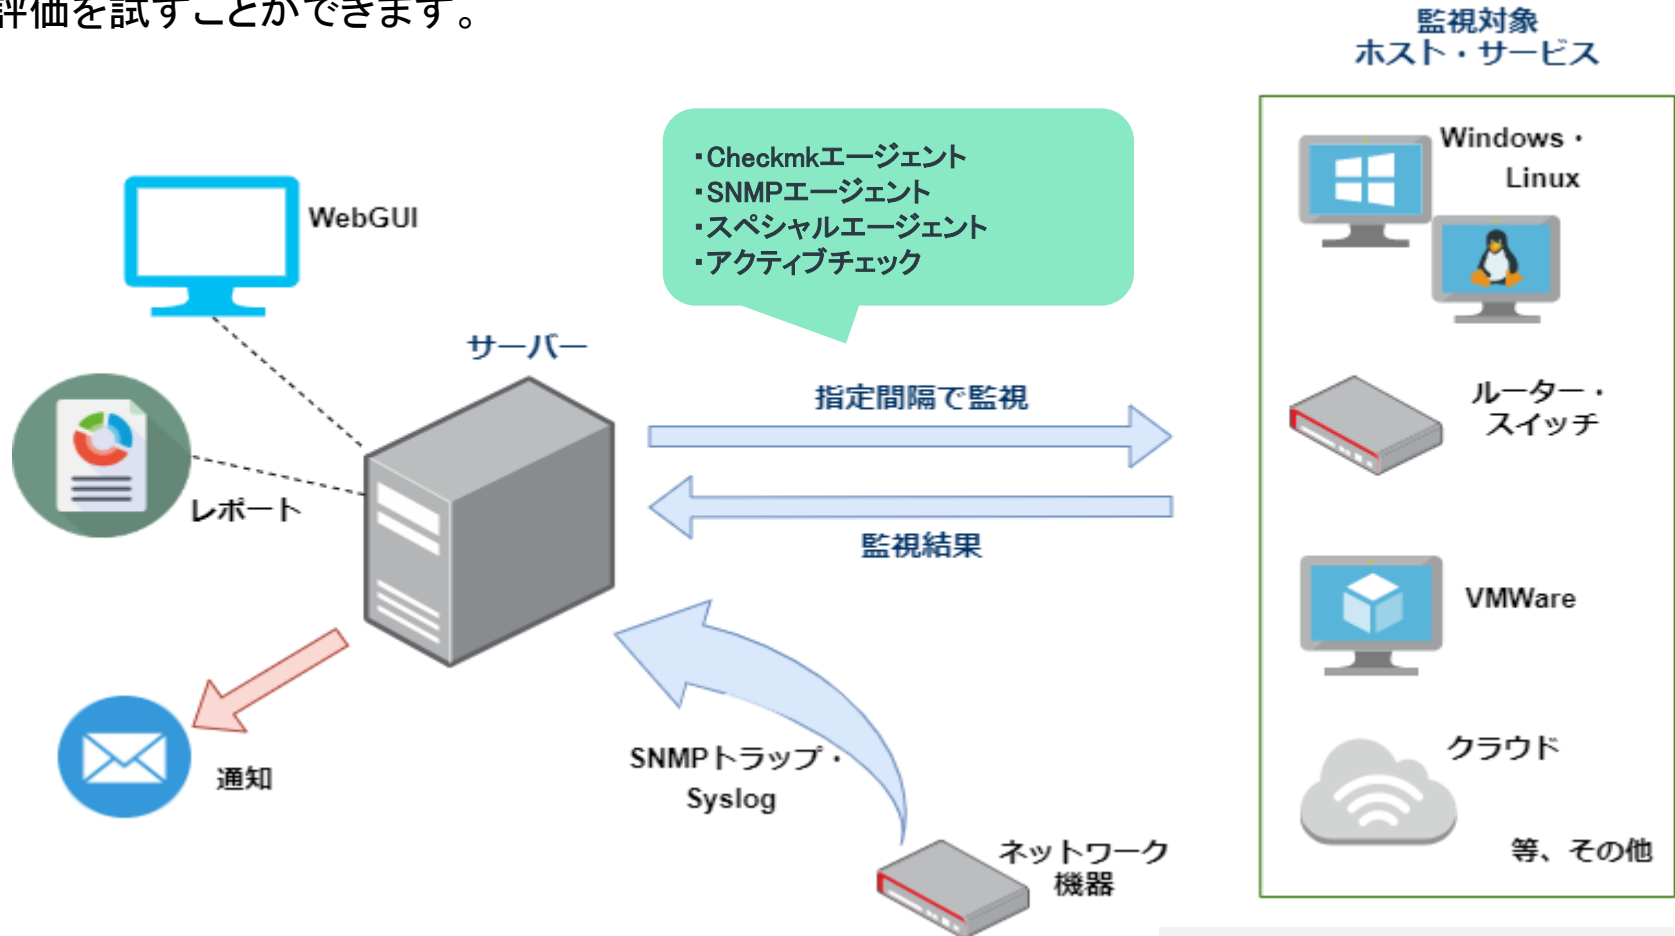 評価を試すことができます。
監視対象
ホスト・サービス
・Checkmkエージェント
・SNMPエージェント
・スペシャルエージェント
・アクティブチェック
Windows・
Linux
WebGUI
サーバー
指定間隔で監視
ルーター・
スイッチ
レポート
監視結果
VMWare
SNMPトラップ・
Syslog
通知
クラウド
等、その他
ネットワーク
機器